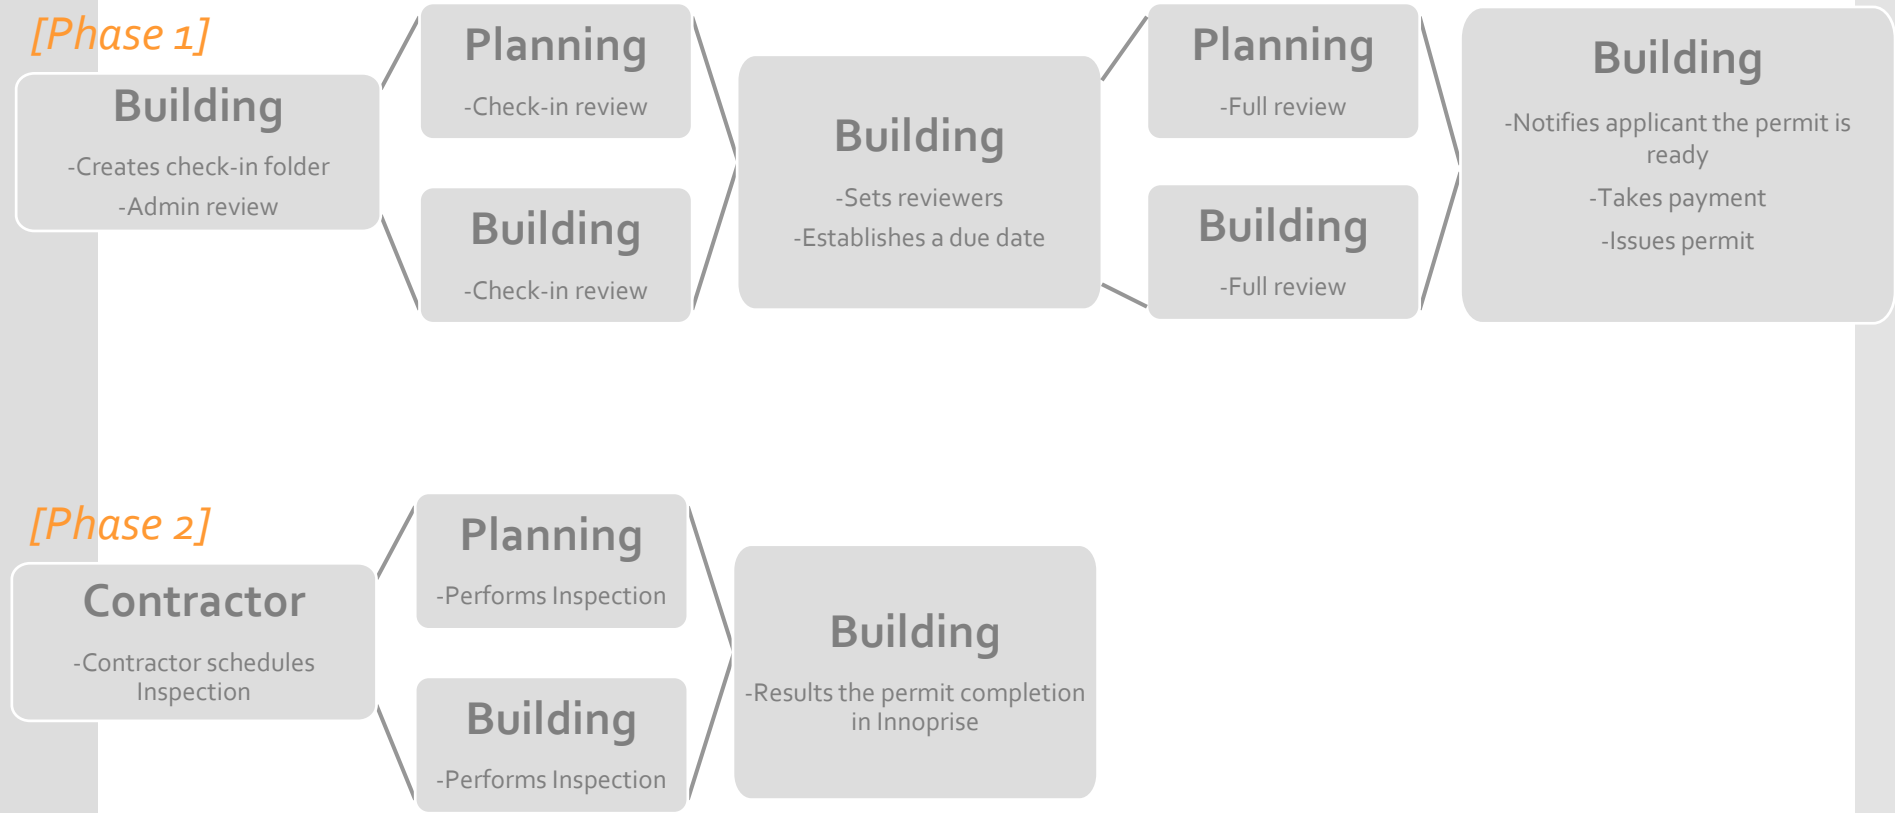 [Phase 1]
Building
-Creates check-in folder
-Admin review
Planning
-Check-in review
Building
-Check-in review
Building
-Sets reviewers
-Establishes a due date
Planning
-Full review
Building
-Full review
Building
-Notifies applicant the permit is
ready
-Takes payment
-Issues permit
[Phase 2]
Contractor
-Contractor schedules
Inspection
Planning
-Performs Inspection
Building
-Performs Inspection
Building
-Results the permit completion
in Innoprise